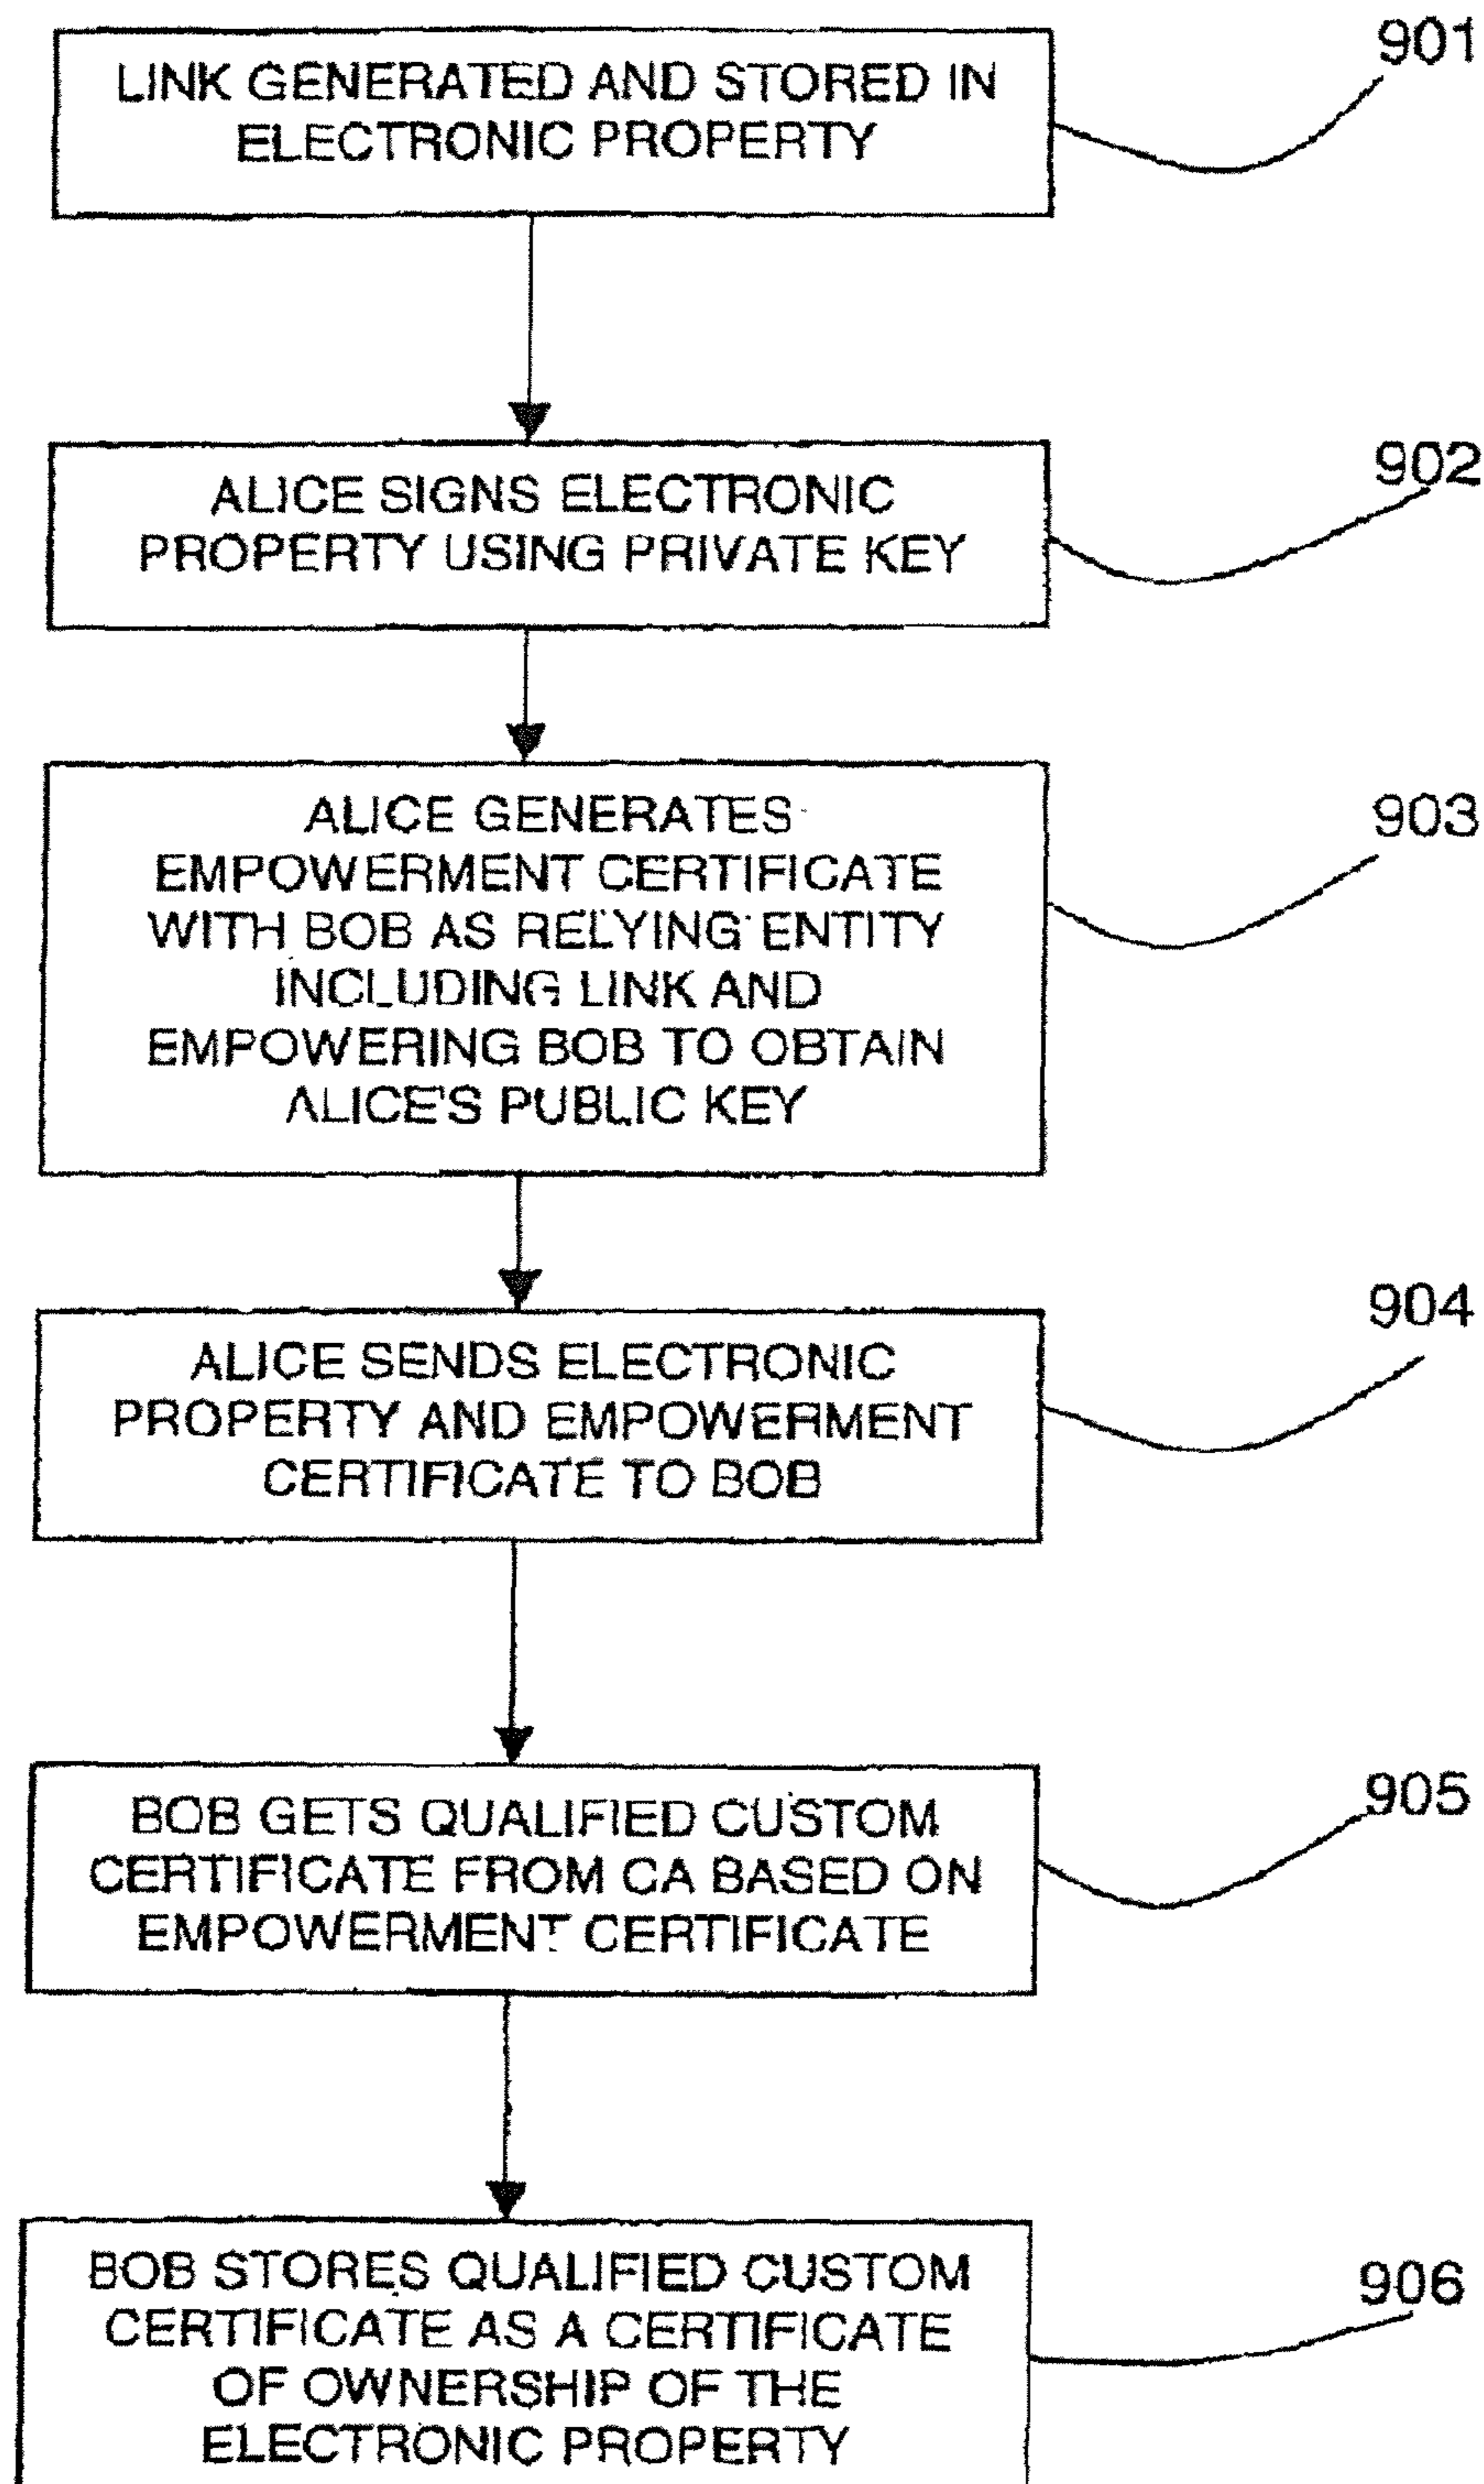 901
LINK GENERATED AND STORED IN
ELECTRONIC PROPERTY
902
ALICE SIGNS ELECTRONIC
PROPERTY USING PRIVATE KEY
903
ALICE GENERATES
EMPOWERMENT CERTIFICATE
WITH BOB AS RELYING ENTITY
INCLUDING LINK AND
EMPOWERING BOB TO OBTAIN
ALICE'S PUBLIC KEY
904
ALICE SENDS ELECTRONIC
PROPERTY AND EMPOWERMENT
CERTIFICATE TO BOB
905
BOB GETS QUALIFIED CUSTOM
CERTIFICATE FROM CA BASED ON
EMPOWERMENT CERTIFICATE
906
BOB STORES QUALIFIED CUSTOM
CERTIFICATE AS A CERTIFICATE
OF OWNERSHIP OF THE
ELECTRONIC PROPERTY